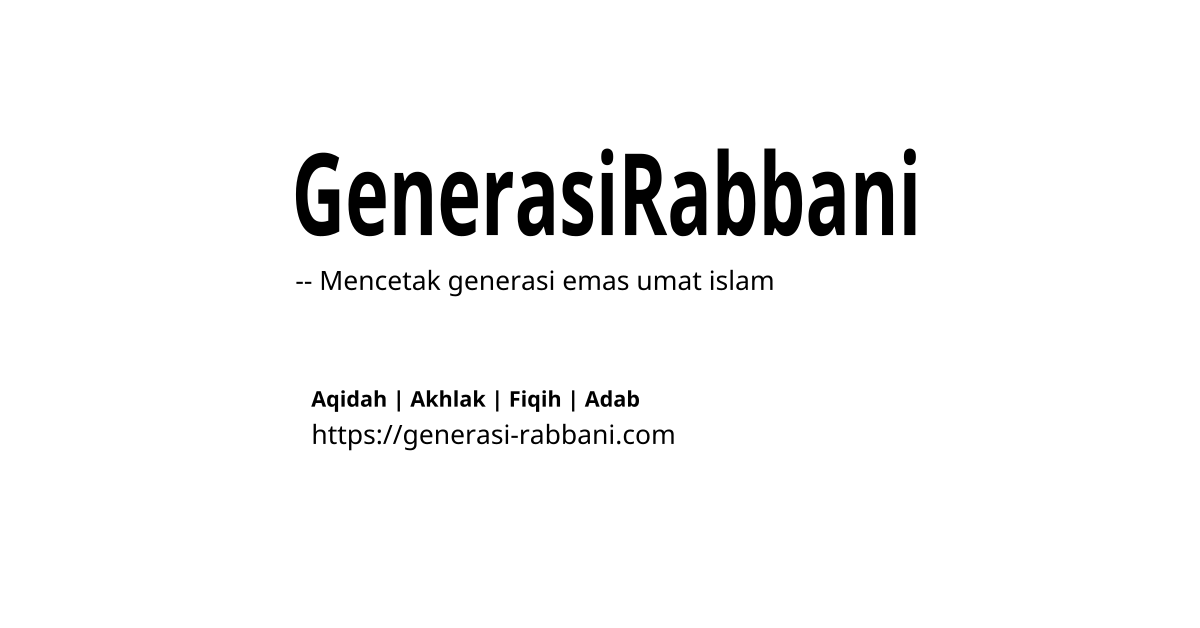 GenerasiRabbani
-- Mencetak generasi emas umat islam
Aqidah | Akhlak | Fiqih | Adab
https://generasi-rabbani.com